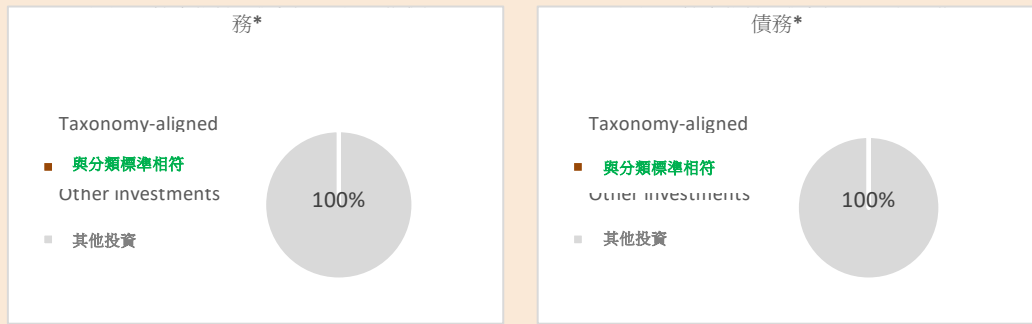 務*
Taxonomy-aligned
與分類標準相符
Other investments
其他投資
100%
債務*
Taxonomy-aligned
與分類標準相符
Other investments
其他投資
100%